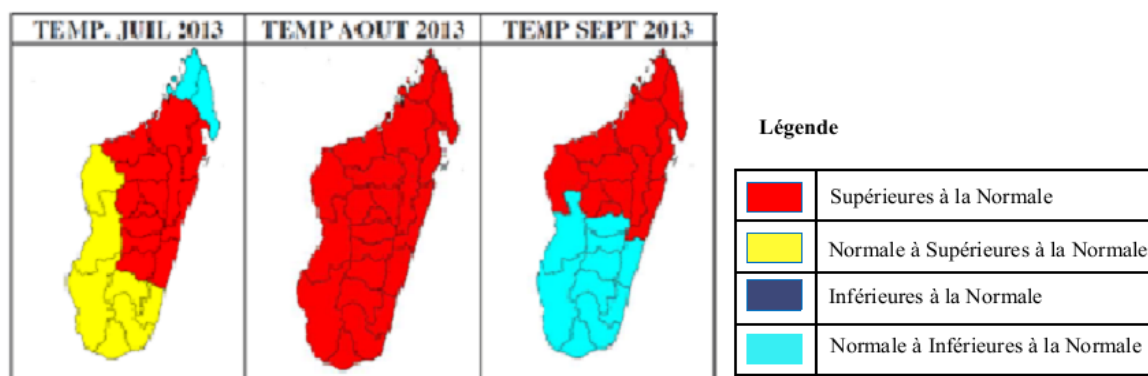 TEMP. JUIL 2013
TEMP AOUT 2013
TEMP SEPT 2013
Légende
Supérieures à la Normale
Normale à Supérieures à la Normale
Inférieures à la Normale
Normale à Inférieures à la Normale